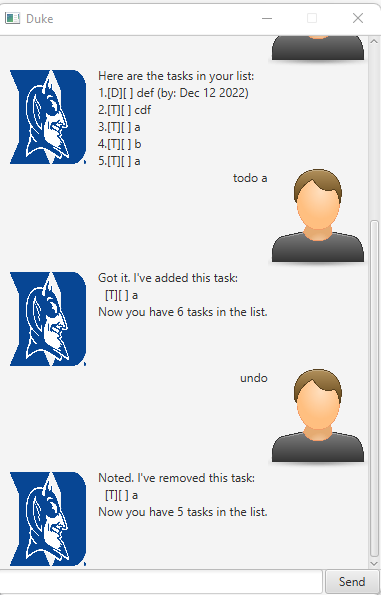 Duke
Here are the tasks in your list:
1.[D][ ] def (by: Dec 12 2022)
2.[T][ ] cdf
3.[T][ ] a
4.[T][ ] b
5.[T][ ] a
todo a
Got it. I've added this task:
[T][ ] a
Now you have 6 tasks in the list.
undo
Noted. I've removed this task:
[T][ ] a
Now you have 5 tasks in the list.
Send